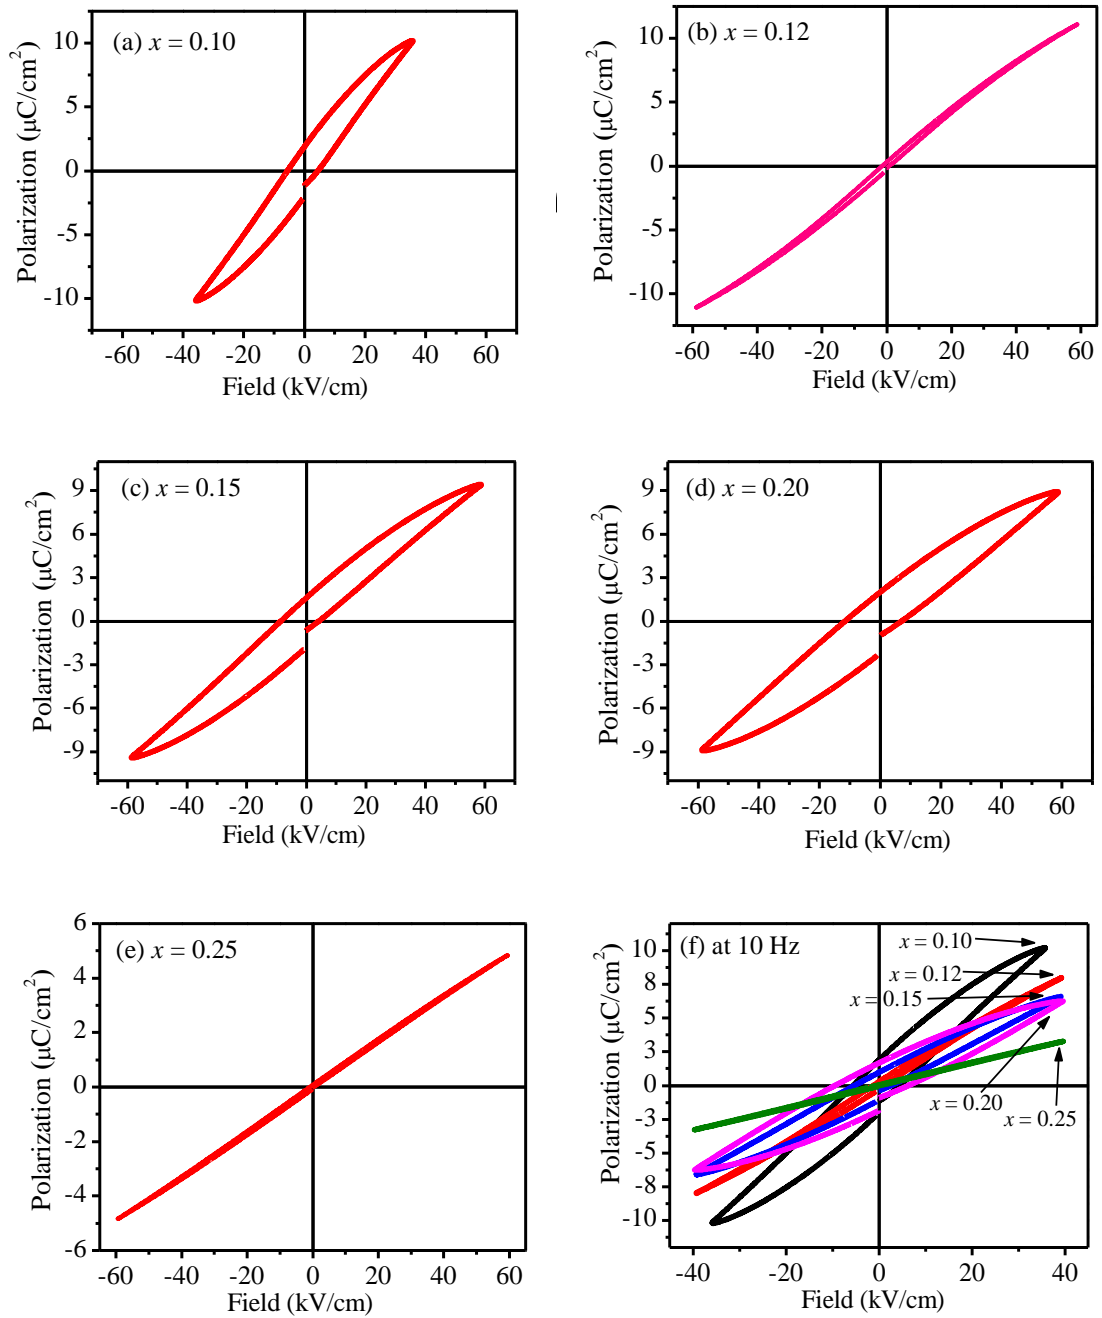 (a) x = 0.10
Polarization (μC/cm2)
10
5
0
-5
-10
-60 -40 -20 0 20 40 60
Field (kV/cm)
(b) x = 0.12
Polarization (μC/cm2)
10
5
0
-5
-10
-60 -40 -20 0 20 40 60
Field (kV/cm)
(c) x = 0.15
Polarization (μC/cm2)
9
6
3
0
-3
-6
-9
-60 -40 -20 0 20 40 60
Field (kV/cm)
(d) x = 0.20
Polarization (μC/cm2)
9
6
3
0
-3
-6
-9
-60 -40 -20 0 20 40 60
Field (kV/cm)
(e) x = 0.25
Polarization (μC/cm2)
6
4
2
0
-2
-4
-6
-60 -40 -20 0 20 40 60
Field (kV/cm)
(f) at 10 Hz
x = 0.10
x = 0.12
x = 0.15
x = 0.20
x = 0.25
Polarization (μC/cm2)
10
8
5
3
0
-3
-5
-8
-10
-40 -20 0 20 40
Field (kV/cm)